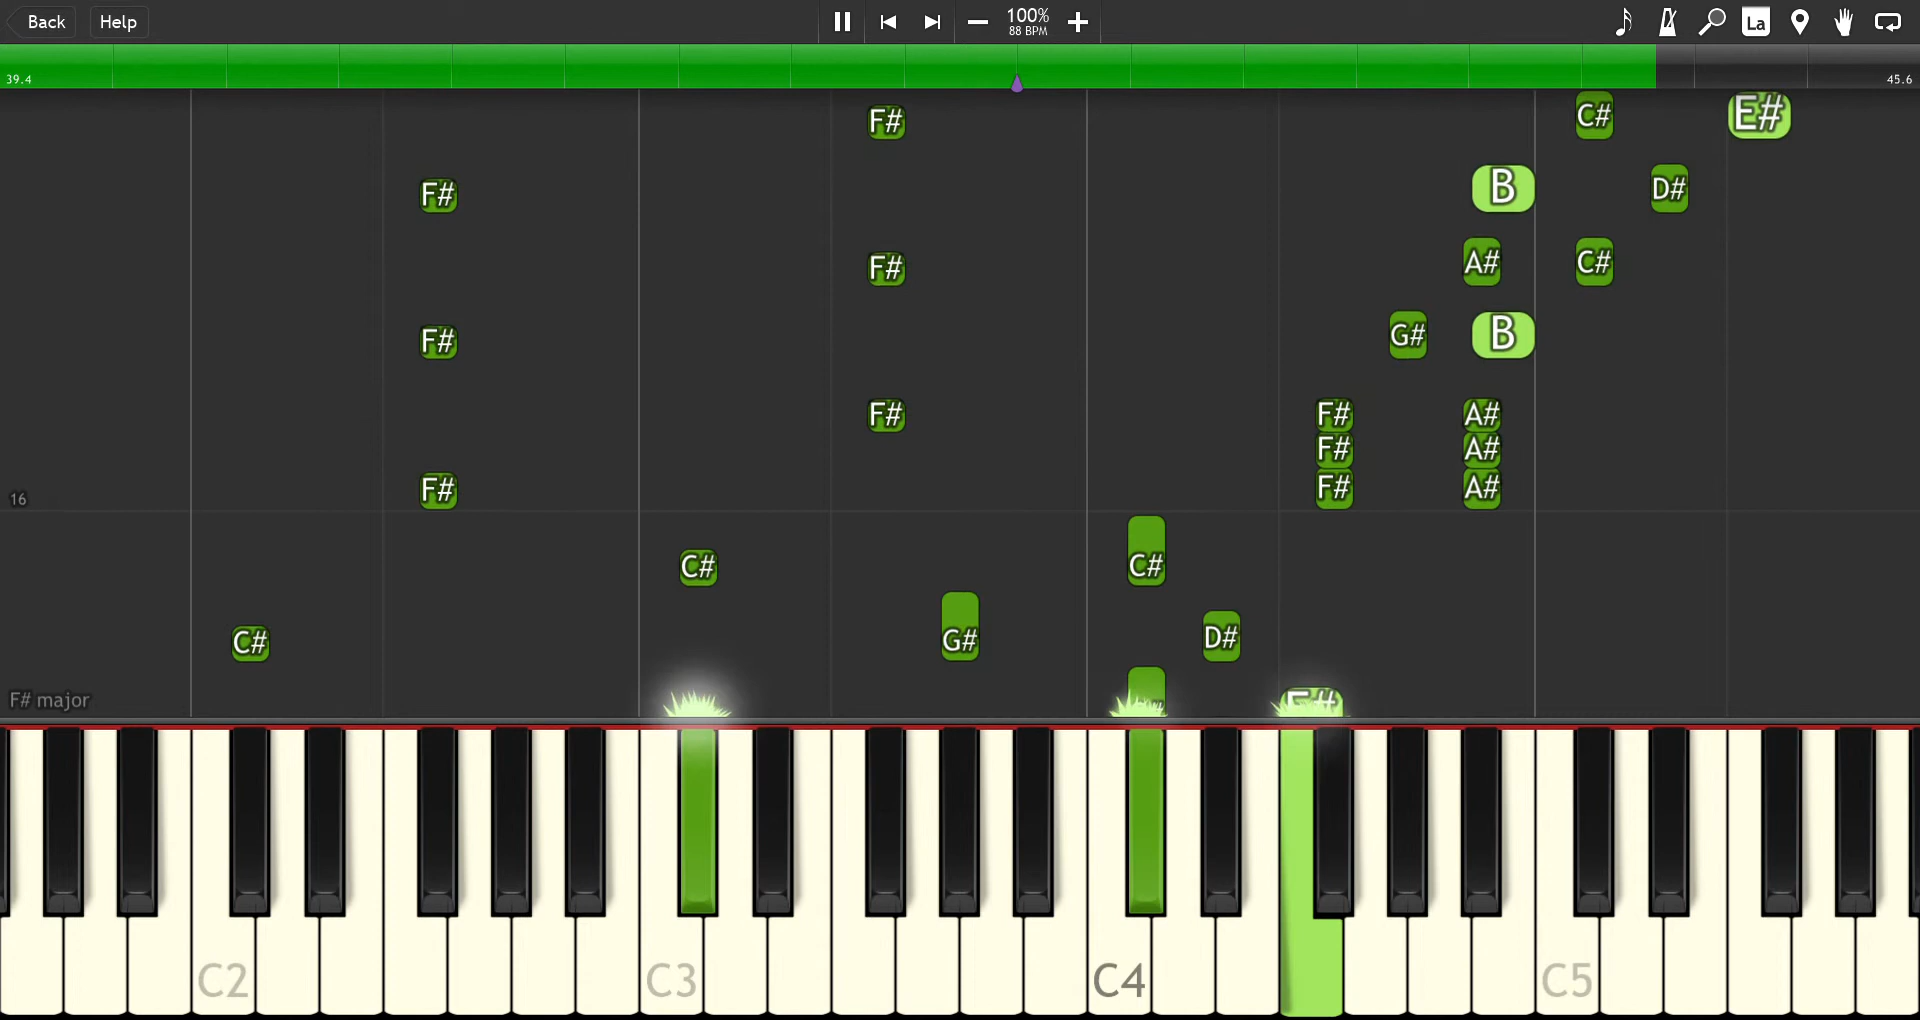 Back Help 100% La
88 BPM
39.4 45.6
F# C# E#
F# B D#
F# A# C#
F# G# B
F# F# A#
F# A#
F# F# A#
16
C# C#
C# G# D#
F# major E#
C2 C3 C4 C5